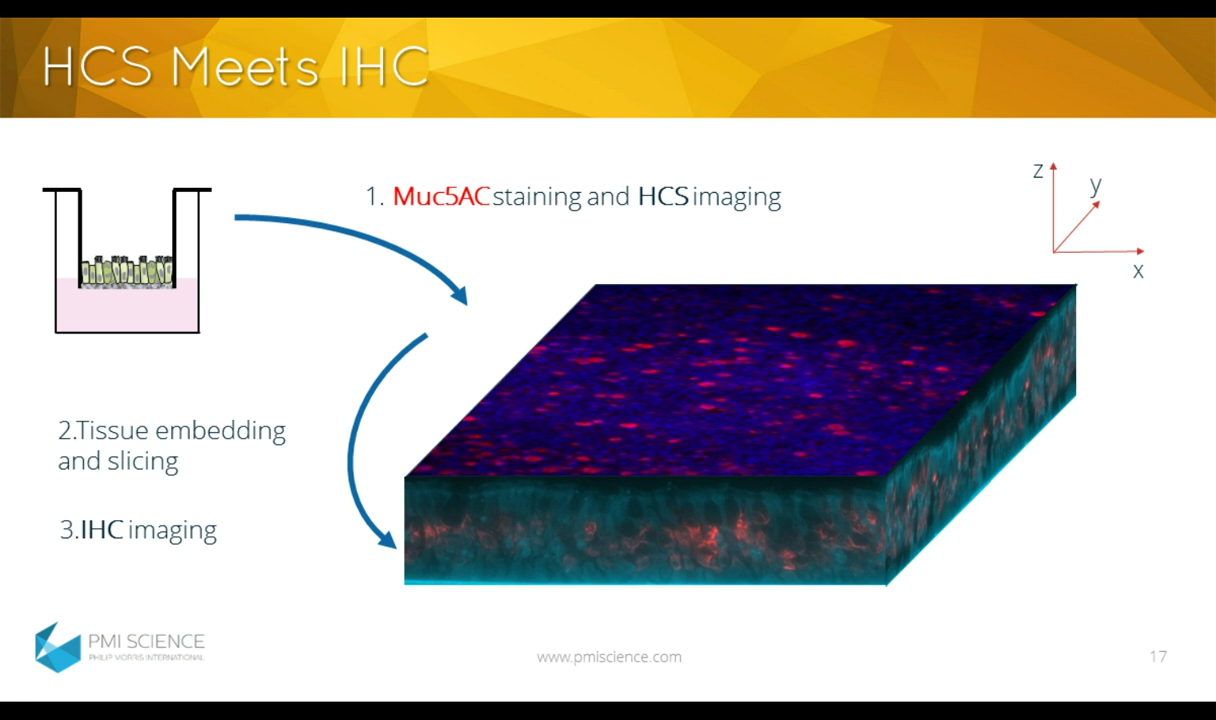 HCS Meets IHC
1. Muc5AC staining and HCS imaging
z
y
x
2.Tissue embedding
and slicing
3.IHC imaging
PMI SCIENCE
PHILIP MORRIS INTERNATIONAL
www.pmiscience.com
17